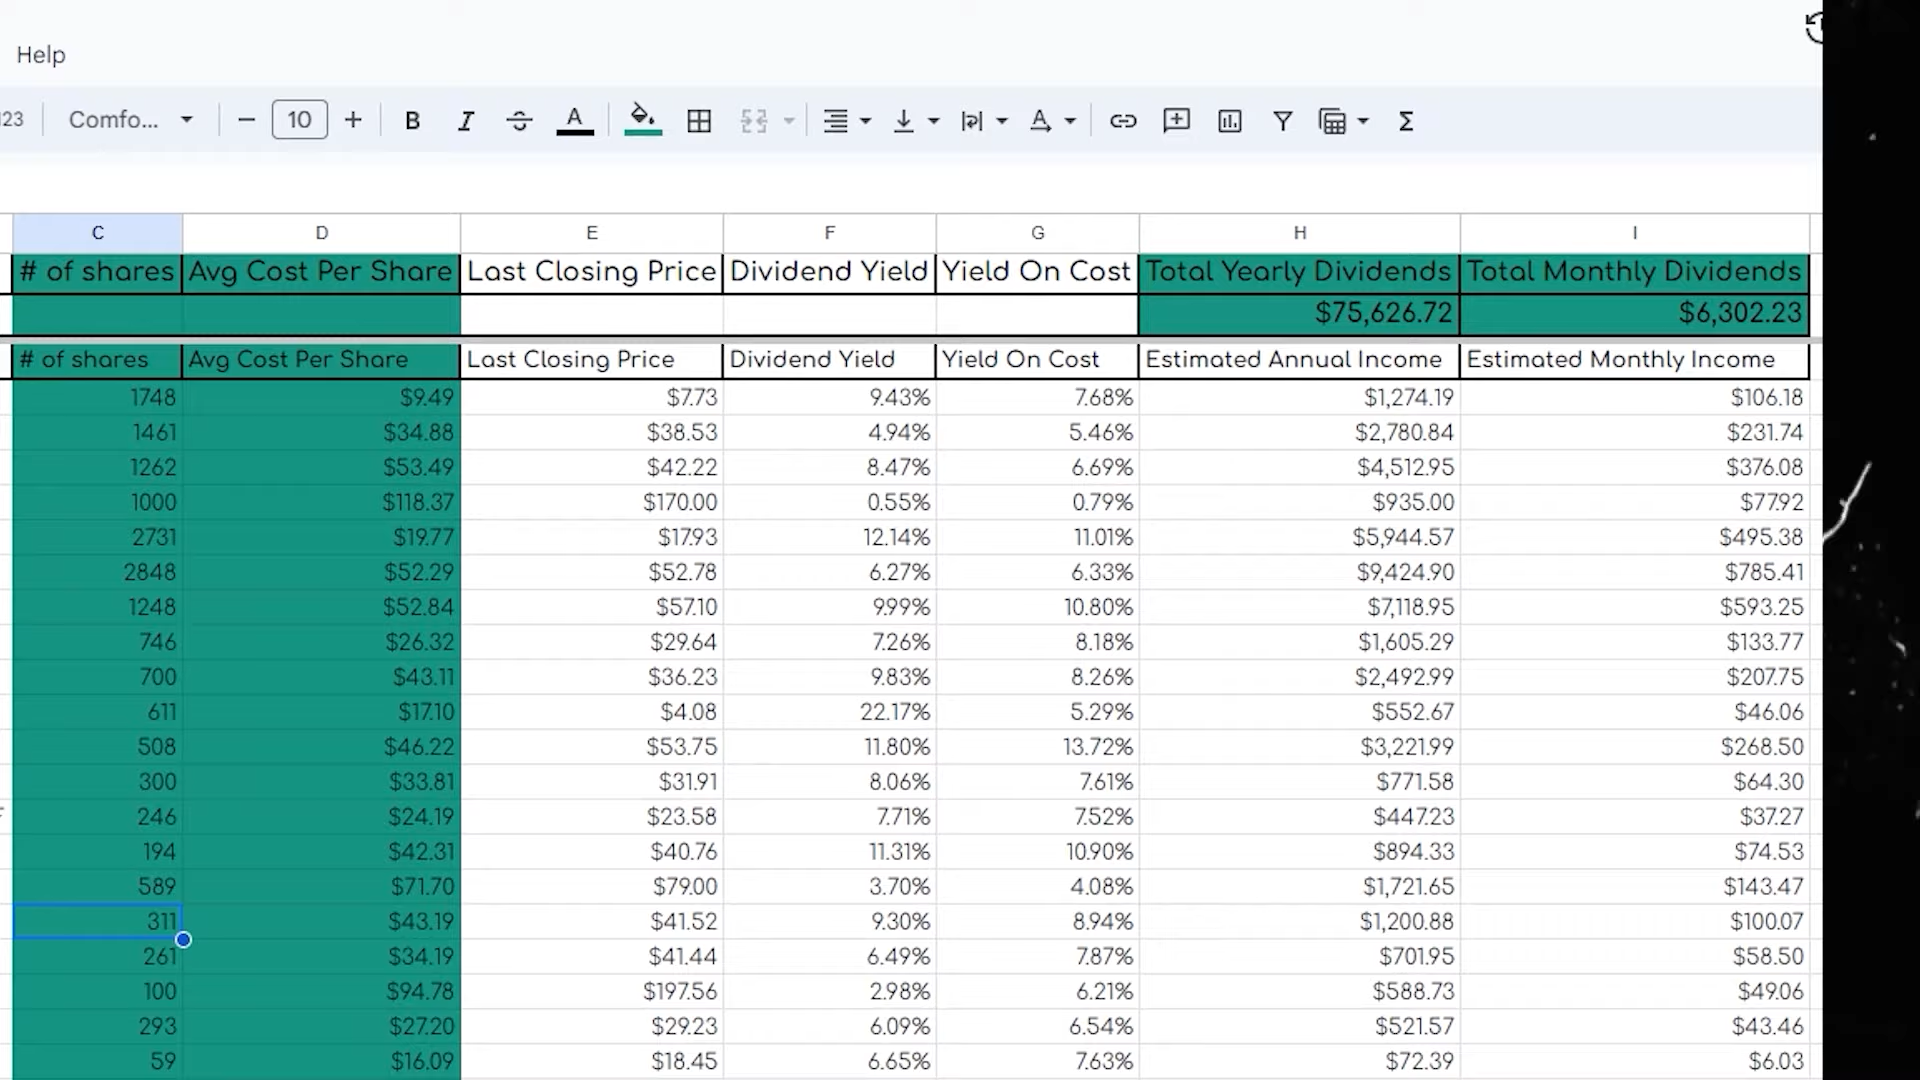 Help
123 Comfo... 10 B I A A Σ
C D E F G H I
# of shares Avg Cost Per Share Last Closing Price Dividend Yield Yield On Cost Total Yearly Dividends Total Monthly Dividends
$75,626.72 $6,302.23
# of shares Avg Cost Per Share Last Closing Price Dividend Yield Yield On Cost Estimated Annual Income Estimated Monthly Income
1748 $9.49 $7.73 9.43% 7.68% $1,274.19 $106.18
1461 $34.88 $38.53 4.94% 5.46% $2,780.84 $231.74
1262 $53.49 $42.22 8.47% 6.69% $4,512.95 $376.08
1000 $118.37 $170.00 0.55% 0.79% $935.00 $77.92
2731 $19.77 $17.93 12.14% 11.01% $5,944.57 $495.38
2848 $52.29 $52.78 6.27% 6.33% $9,424.90 $785.41
1248 $52.84 $57.10 9.99% 10.80% $7,118.95 $593.25
746 $26.32 $29.64 7.26% 8.18% $1,605.29 $133.77
700 $43.11 $36.23 9.83% 8.26% $2,492.99 $207.75
611 $17.10 $4.08 22.17% 5.29% $552.67 $46.06
508 $46.22 $53.75 11.80% 13.72% $3,221.99 $268.50
300 $33.81 $31.91 8.06% 7.61% $771.58 $64.30
246 $24.19 $23.58 7.71% 7.52% $447.23 $37.27
194 $42.31 $40.76 11.31% 10.90% $894.33 $74.53
589 $71.70 $79.00 3.70% 4.08% $1,721.65 $143.47
311 $43.19 $41.52 9.30% 8.94% $1,200.88 $100.07
261 $34.19 $41.44 6.49% 7.87% $701.95 $58.50
100 $94.78 $197.56 2.98% 6.21% $588.73 $49.06
293 $27.20 $29.23 6.09% 6.54% $521.57 $43.46
59 $16.09 $18.45 6.65% 7.63% $72.39 $6.03